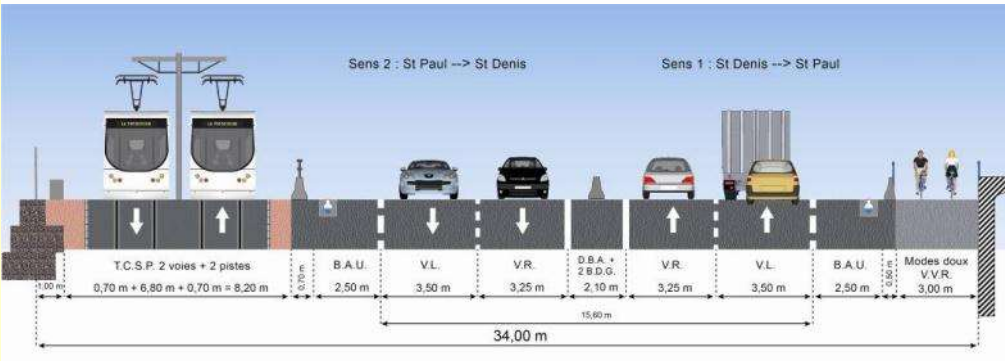 Sens 2 : St Paul --> St Denis
Sens 1 : St Denis --> St Paul
1,00 m
T.C.S.P. 2 voies + 2 pistes
0,70 m + 6,80 m + 0,70 m = 8,20 m
0,70 m
B.A.U.
2,50 m
V.L.
3,50 m
V.R.
3,25 m
D.B.A. +
2 B.D.G.
2,10 m
V.R.
3,25 m
V.L.
3,50 m
B.A.U.
2,50 m
0,50 m
Modes doux
V.V.R.
3,00 m
15,60 m
34,00 m